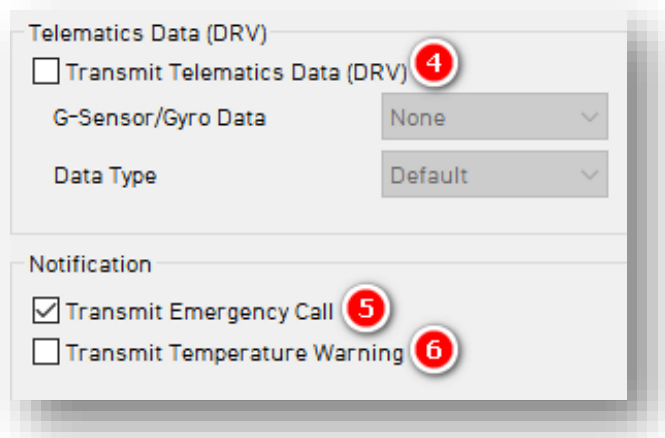 Telematics Data (DRV)
Transmit Telematics Data (DRV) 4
G-Sensor/Gyro Data None
Data Type Default
Notification
Transmit Emergency Call 5
Transmit Temperature Warning 6